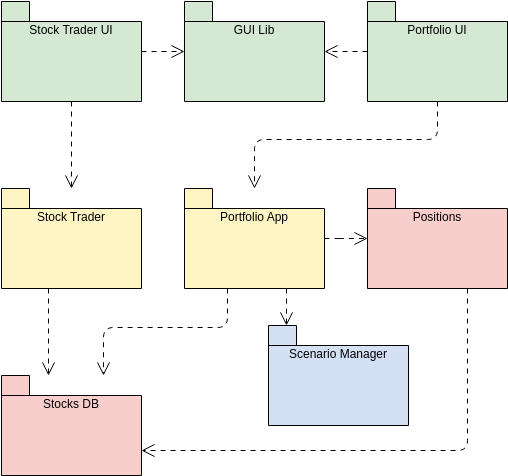 Stock Trader UI
GUI Lib
Portfolio UI
Stock Trader
Portfolio App
Positions
Scenario Manager
Stocks DB